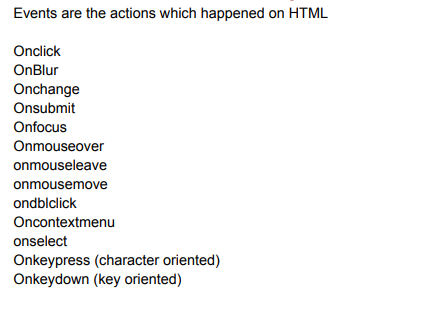 Events are the actions which happened on HTML
Onclick
OnBlur
Onchange
Onsubmit
Onfocus
Onmouseover
onmouseleave
onmousemove
ondblclick
Oncontextmenu
onselect
Onkeypress (character oriented)
Onkeydown (key oriented)